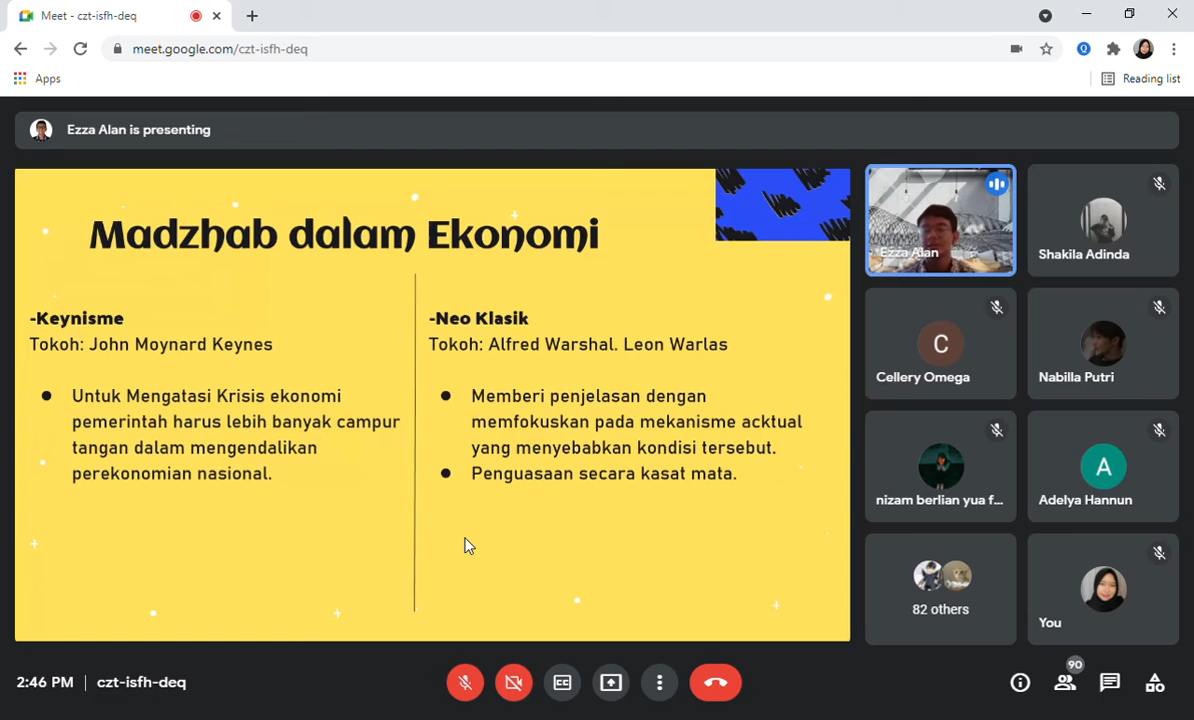 Meet - czt-isfh-deq
meet.google.com/czt-isfh-deq
Q
Apps
Reading list
Ezza Alan is presenting
Madzhab dalam Ekonomi
-Keynisme
Tokoh: John Moynard Keynes
Untuk Mengatasi Krisis ekonomi
pemerintah harus lebih banyak campur
tangan dalam mengendalikan
perekonomian nasional.
-Neo Klasik
Tokoh: Alfred Warshal. Leon Warlas
Memberi penjelasan dengan
memfokuskan pada mekanisme acktual
yang menyebabkan kondisi tersebut.
Penguasaan secara kasat mata.
Ezza Alan
Shakila Adinda
C
Cellery Omega
Nabilla Putri
nizam berlian yua f...
A
Adelya Hannun
82 others
You
2:46 PM | czt-isfh-deq
CC
90